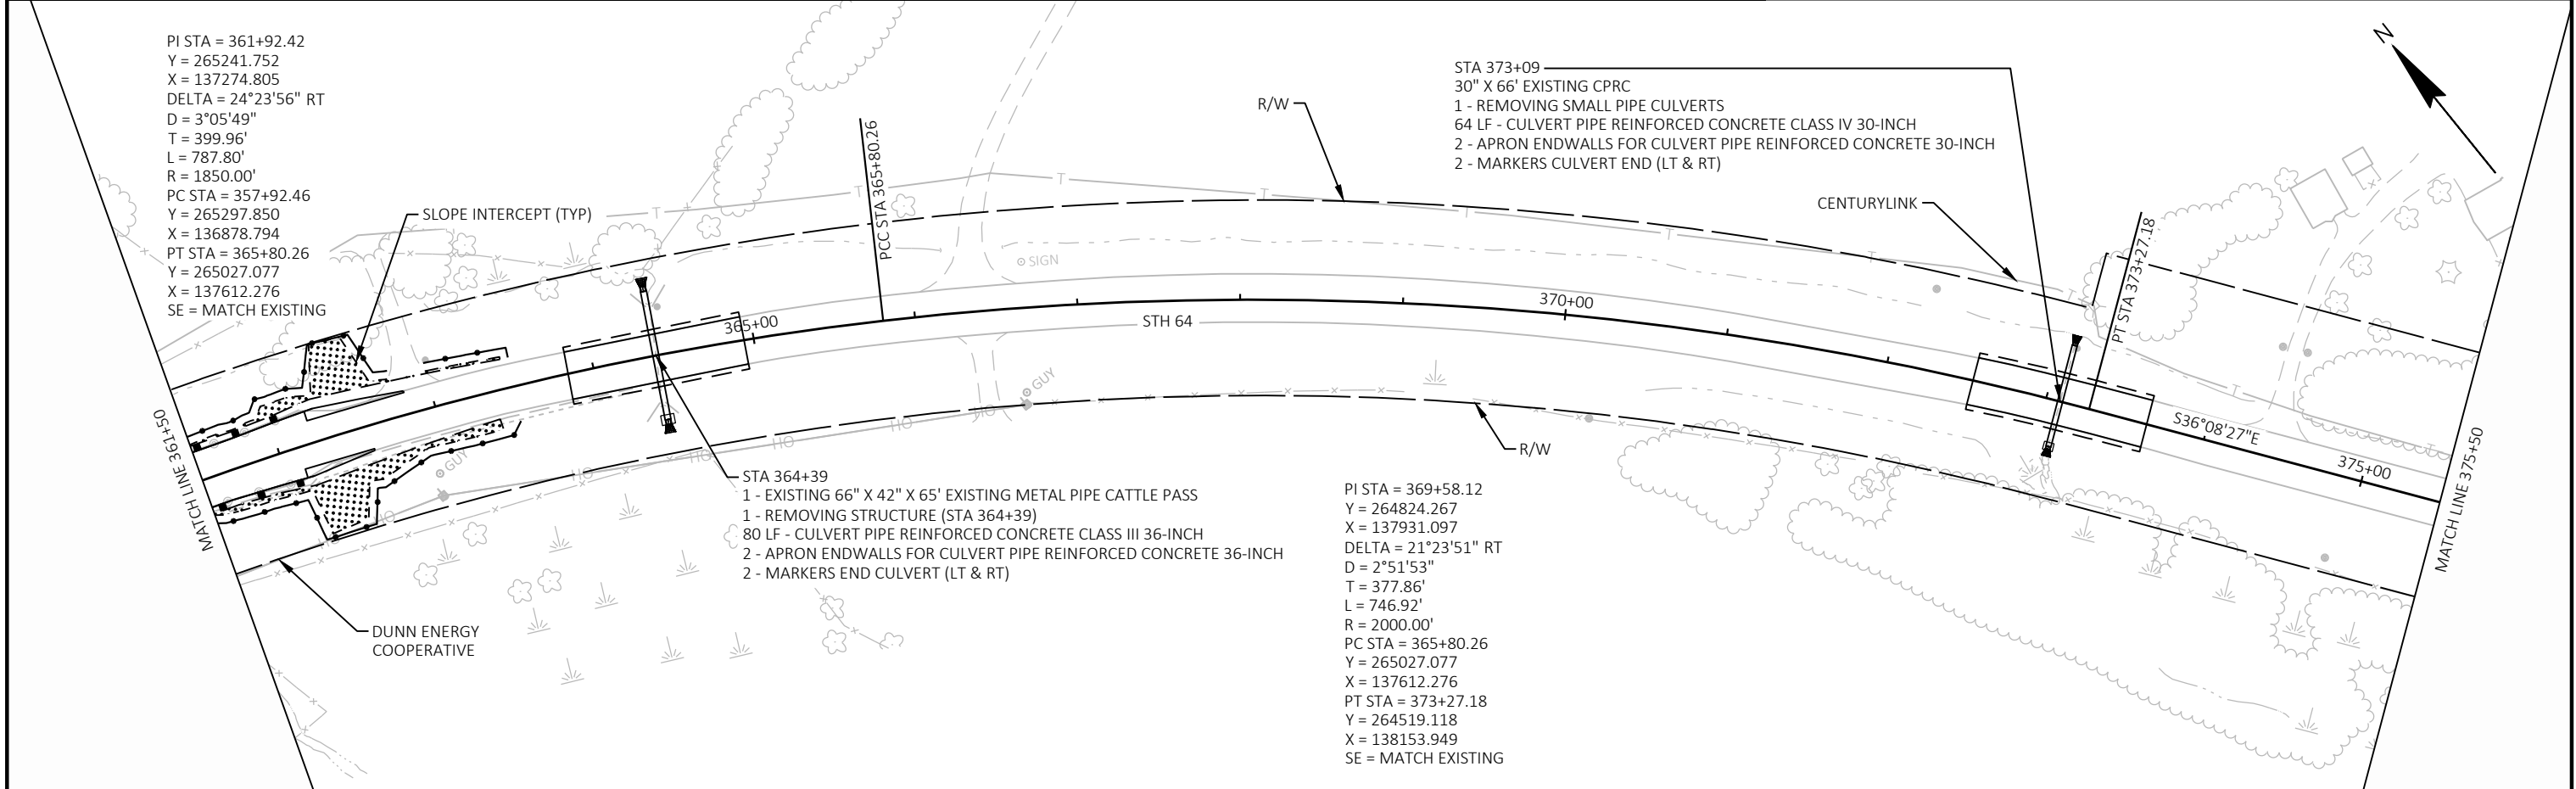 PI STA = 361+92.42
Y = 265241.752
X = 137274.805
DELTA = 24°23'56" RT
D = 3°05'49"
T = 399.96'
L = 787.80'
R = 1850.00'
PC STA = 357+92.46
Y = 265297.850
X = 136878.794
PT STA = 365+80.26
Y = 265027.077
X = 137612.276
SE = MATCH EXISTING
SLOPE INTERCEPT (TYP)
PCC STA 365+80.26
R/W
STA 373+09
30" X 66' EXISTING CPRC
1 - REMOVING SMALL PIPE CULVERTS
64 LF - CULVERT PIPE REINFORCED CONCRETE CLASS IV 30-INCH
2 - APRON ENDWALLS FOR CULVERT PIPE REINFORCED CONCRETE 30-INCH
2 - MARKERS CULVERT END (LT & RT)
CENTURYLINK
N
PT STA 373+27.18
T
T
T
T
T
T
T
T
T
T
SIGN
365+00
STH 64
370+00
S36°08'27"E
375+00
MATCH LINE 361+50
MATCH LINE 375+50
GUY
GUY
HO
HO
HO
HO
HO
HO
R/W
STA 364+39
1 - EXISTING 66" X 42" X 65' EXISTING METAL PIPE CATTLE PASS
1 - REMOVING STRUCTURE (STA 364+39)
80 LF - CULVERT PIPE REINFORCED CONCRETE CLASS III 36-INCH
2 - APRON ENDWALLS FOR CULVERT PIPE REINFORCED CONCRETE 36-INCH
2 - MARKERS END CULVERT (LT & RT)
DUNN ENERGY
COOPERATIVE
PI STA = 369+58.12
Y = 264824.267
X = 137931.097
DELTA = 21°23'51" RT
D = 2°51'53"
T = 377.86'
L = 746.92'
R = 2000.00'
PC STA = 365+80.26
Y = 265027.077
X = 137612.276
PT STA = 373+27.18
Y = 264519.118
X = 138153.949
SE = MATCH EXISTING